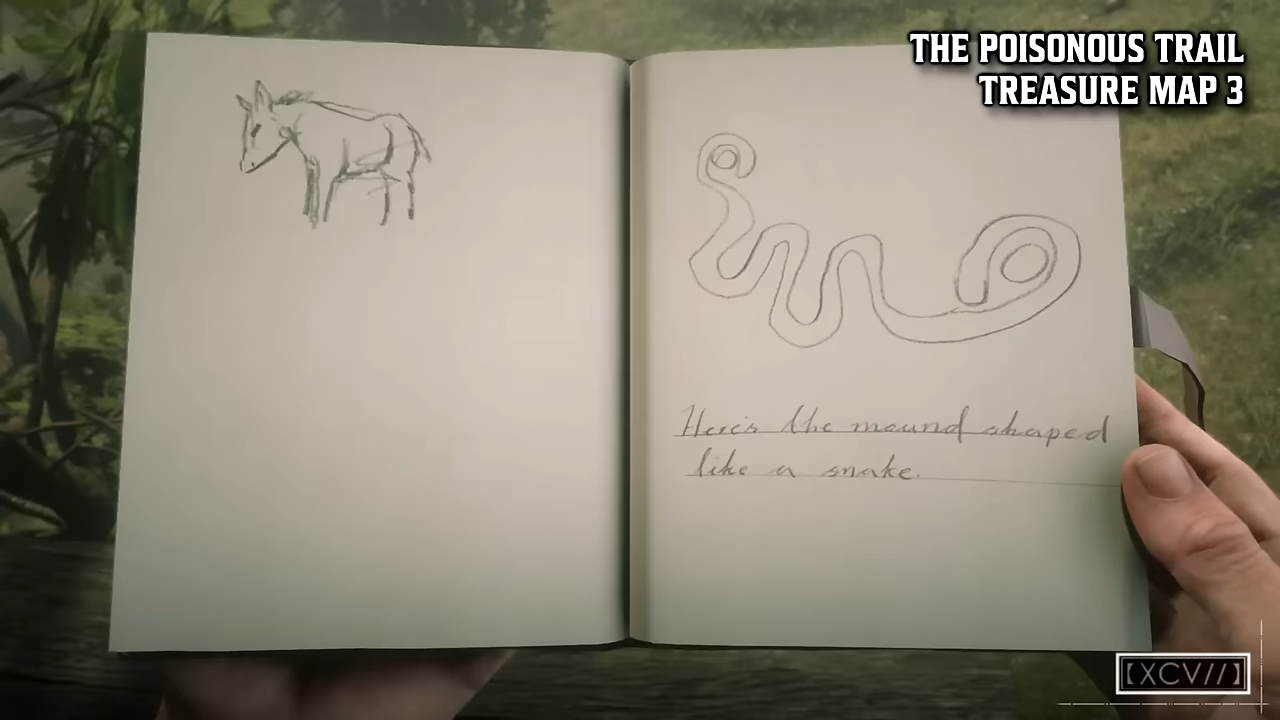 THE POISONOUS TRAIL
TREASURE MAP 3
Here's the mound shaped
like a snake.
[XCV//]